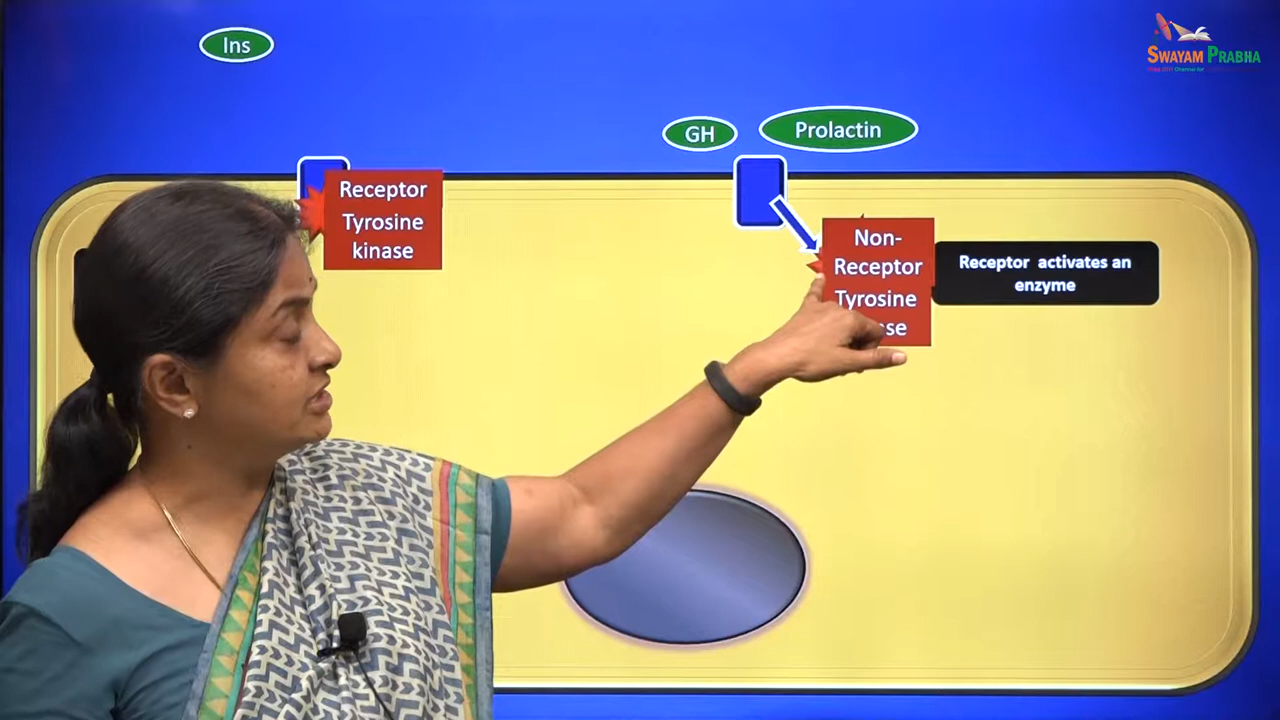 Ins
SWAYAM PRABHA
GH
Prolactin
Receptor
Tyrosine
kinase
Non-
Receptor
Tyrosine
Receptor activates an
enzyme